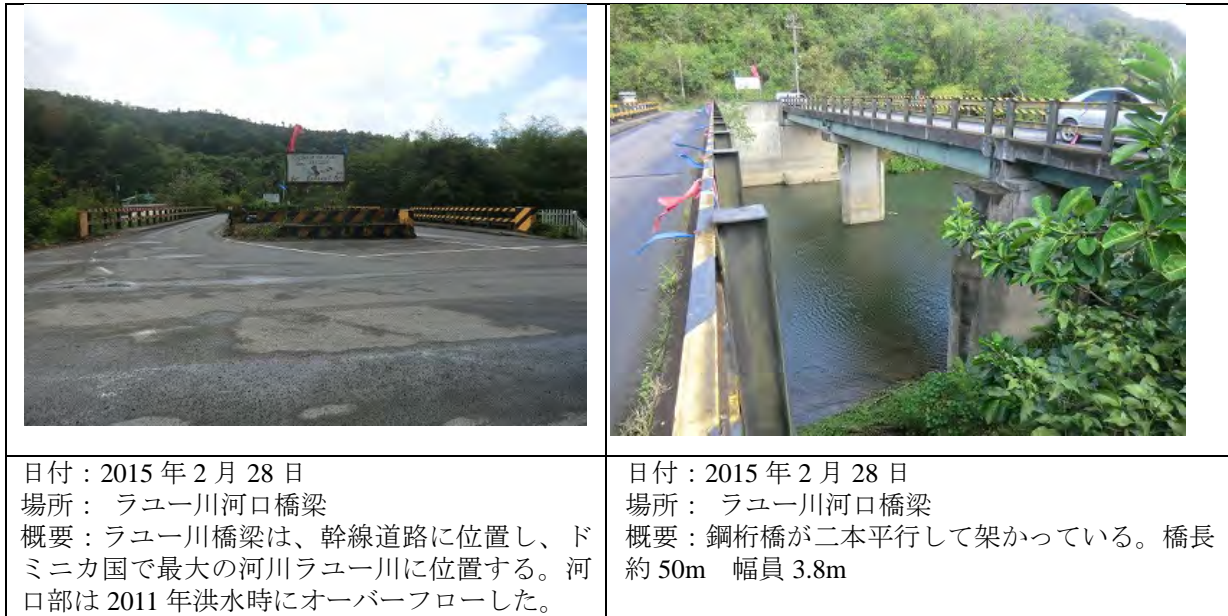 日付：2015 年 2 月 28 日
場所： ラユー川河口橋梁
概要：ラユー川橋梁は、幹線道路に位置し、ド
ミニカ国で最大の河川ラユー川に位置する。河
口部は 2011 年洪水時にオーバーフローした。
日付：2015 年 2 月 28 日
場所： ラユー川河口橋梁
概要：鋼桁橋が二本平行して架かっている。橋長
約 50m　幅員 3.8m